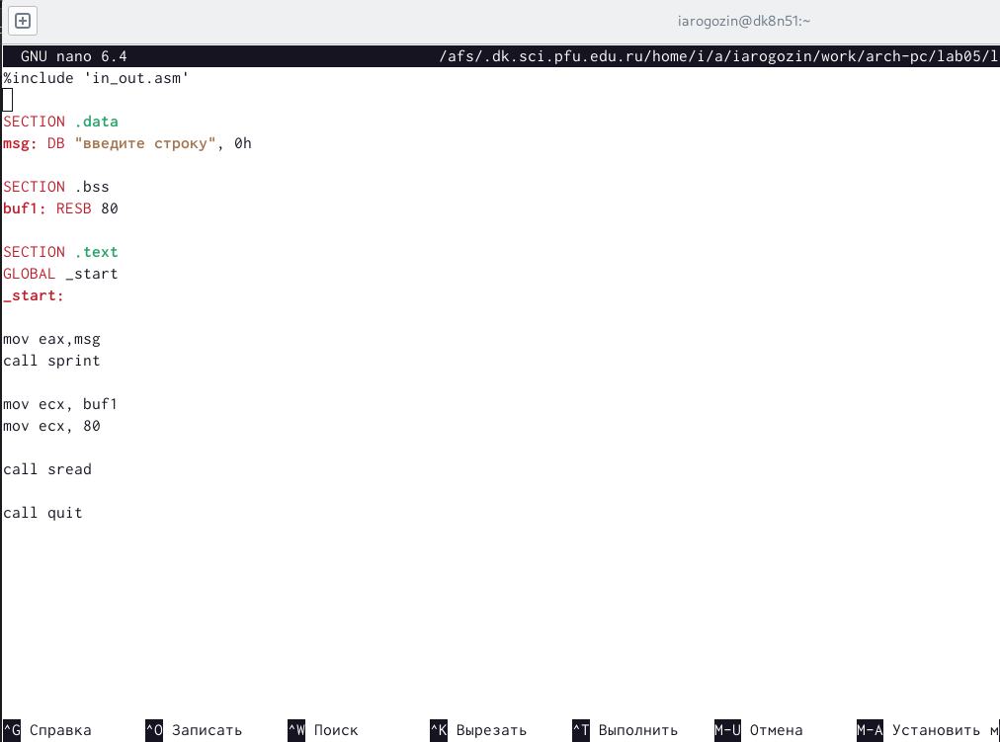 iarogozin@dk8n51:~
GNU nano 6.4 /afs/.dk.sci.pfu.edu.ru/home/i/a/iarogozin/work/arch-pc/lab05/l
%include 'in_out.asm'
SECTION .data
msg: DB "введите строку", 0h
SECTION .bss
buf1: RESB 80
SECTION .text
GLOBAL _start
_start:
mov eax,msg
call sprint
mov ecx, buf1
mov ecx, 80
call sread
call quit
^G Справка ^O Записать ^W Поиск ^K Вырезать ^T Выполнить M-U Отмена M-A Установить м